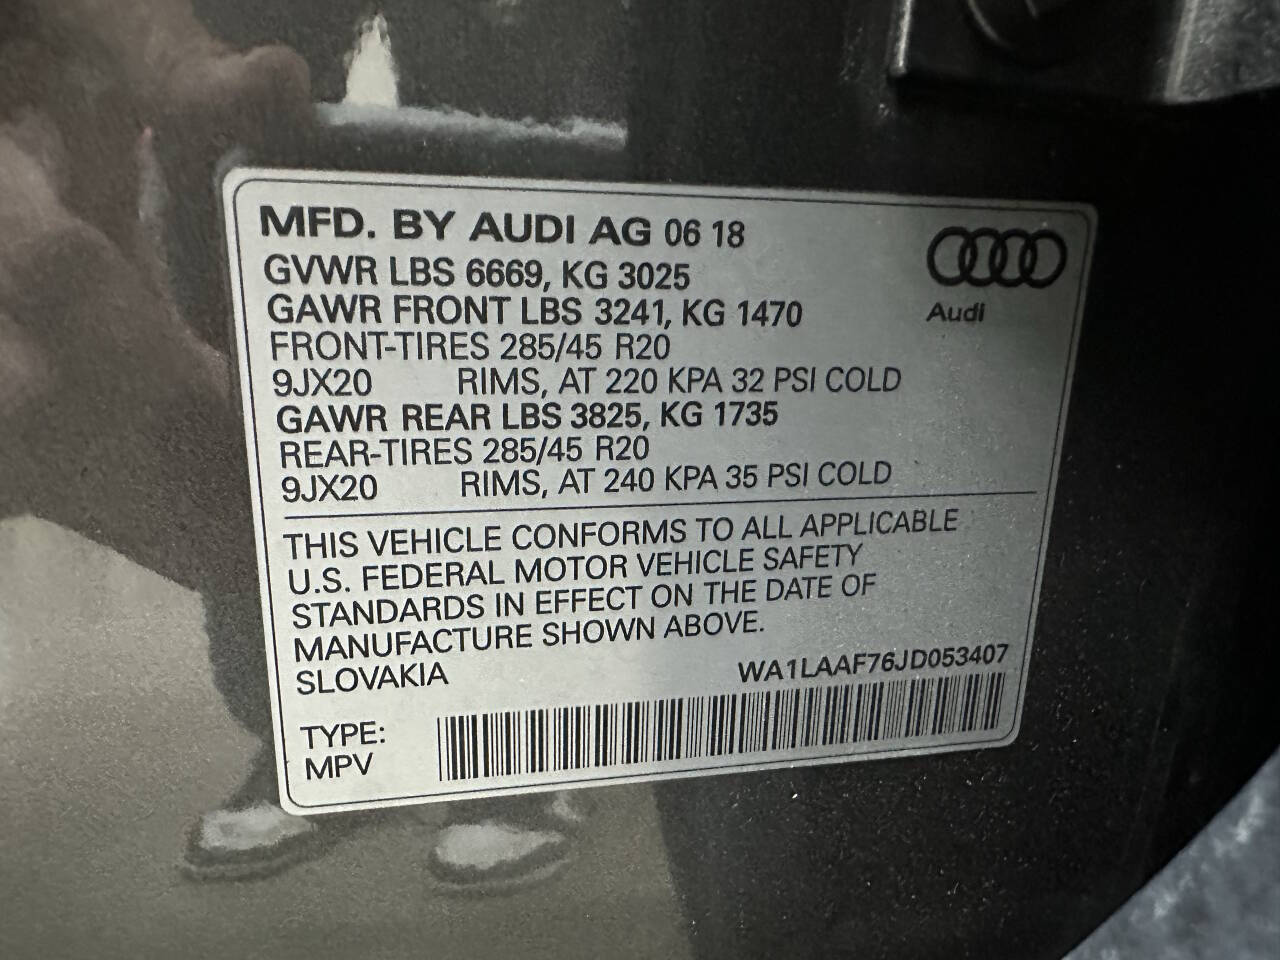 MFD. BY AUDI AG 06 18
GVWR LBS 6669, KG 3025
GAWR FRONT LBS 3241, KG 1470
FRONT-TIRES 285/45 R20
9JX20 RIMS, AT 220 KPA 32 PSI COLD
GAWR REAR LBS 3825, KG 1735
REAR-TIRES 285/45 R20
9JX20 RIMS, AT 240 KPA 35 PSI COLD
Audi
THIS VEHICLE CONFORMS TO ALL APPLICABLE
U.S. FEDERAL MOTOR VEHICLE SAFETY
STANDARDS IN EFFECT ON THE DATE OF
MANUFACTURE SHOWN ABOVE.
SLOVAKIA
WA1LAAF76JD053407
TYPE:
MPV